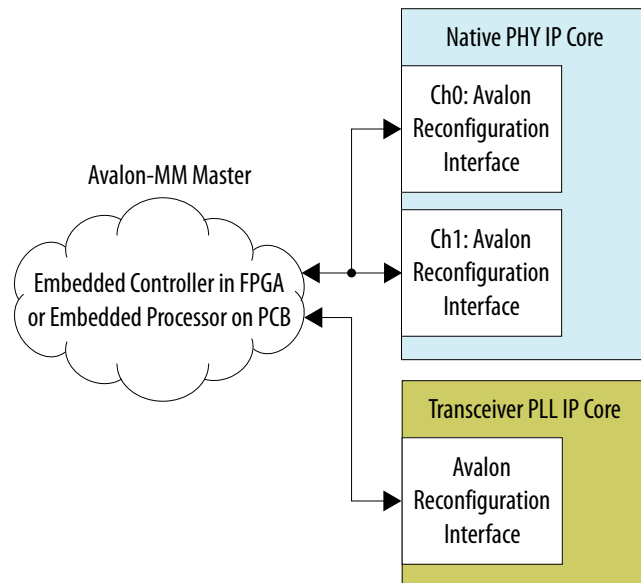 Native PHY IP Core
Ch0: Avalon
Reconfiguration
Interface
Avalon-MM Master
Embedded Controller in FPGA
or Embedded Processor on PCB
Ch1: Avalon
Reconfiguration
Interface
Transceiver PLL IP Core
Avalon
Reconfiguration
Interface